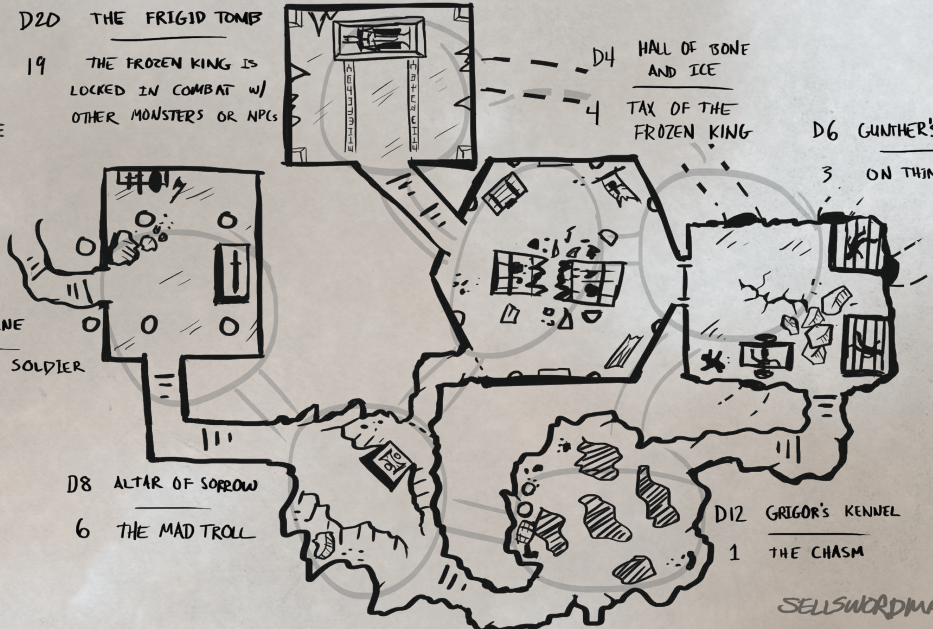 D20 THE FRIGID TOMB
19 THE FROZEN KING IS
LOCKED IN COMBAT W/
OTHER MONSTERS OR NPCs
D4 HALL OF BONE
AND ICE
4 TAX OF THE
FROZEN KING
D6 GUNTHER'S
3 ON THIN
SOLDIER
D8 ALTAR OF SORROW
6 THE MAD TROLL
D12 GRIGOR'S KENNEL
1 THE CHASM
SELLSWORDMA